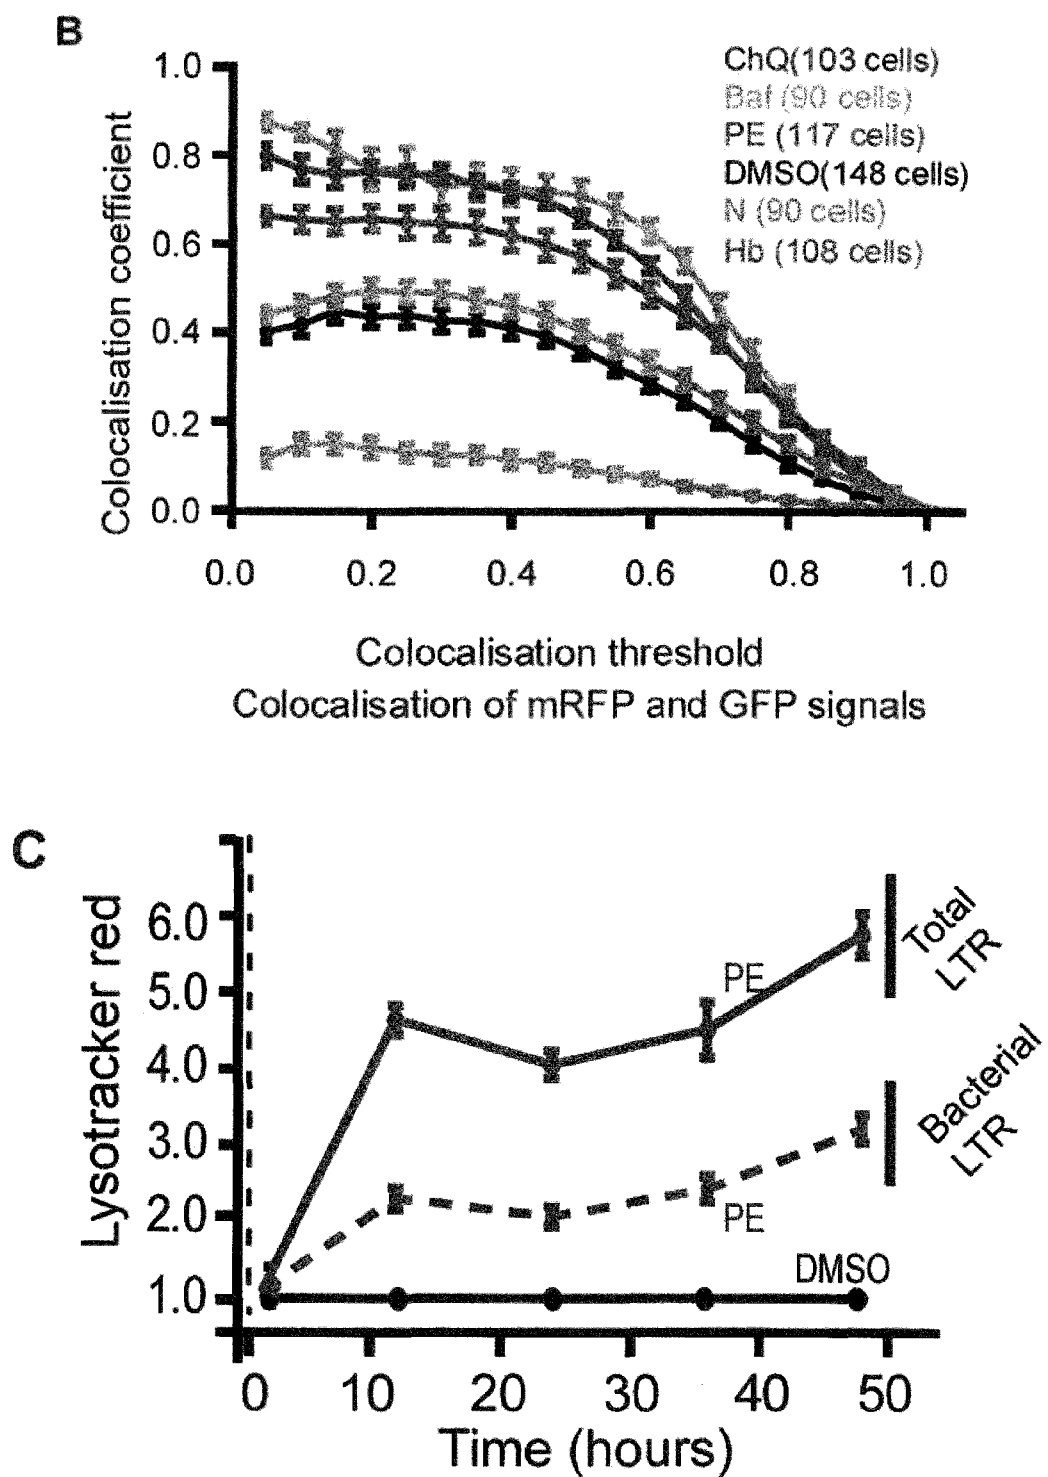 B
ChQ(103 cells)
Baf (90 cells)
PE (117 cells)
DMSO(148 cells)
N (90 cells)
Hb (108 cells)
Colocalisation coefficient
1.0
0.8
0.6
0.4
0.2
0.0
0.0 0.2 0.4 0.6 0.8 1.0
Colocalisation threshold
Colocalisation of mRFP and GFP signals
C
Lysotracker red
6.0
5.0
4.0
3.0
2.0
1.0
PE
Total
LTR
Bacterial
LTR
PE
DMSO
0 10 20 30 40 50
Time (hours)